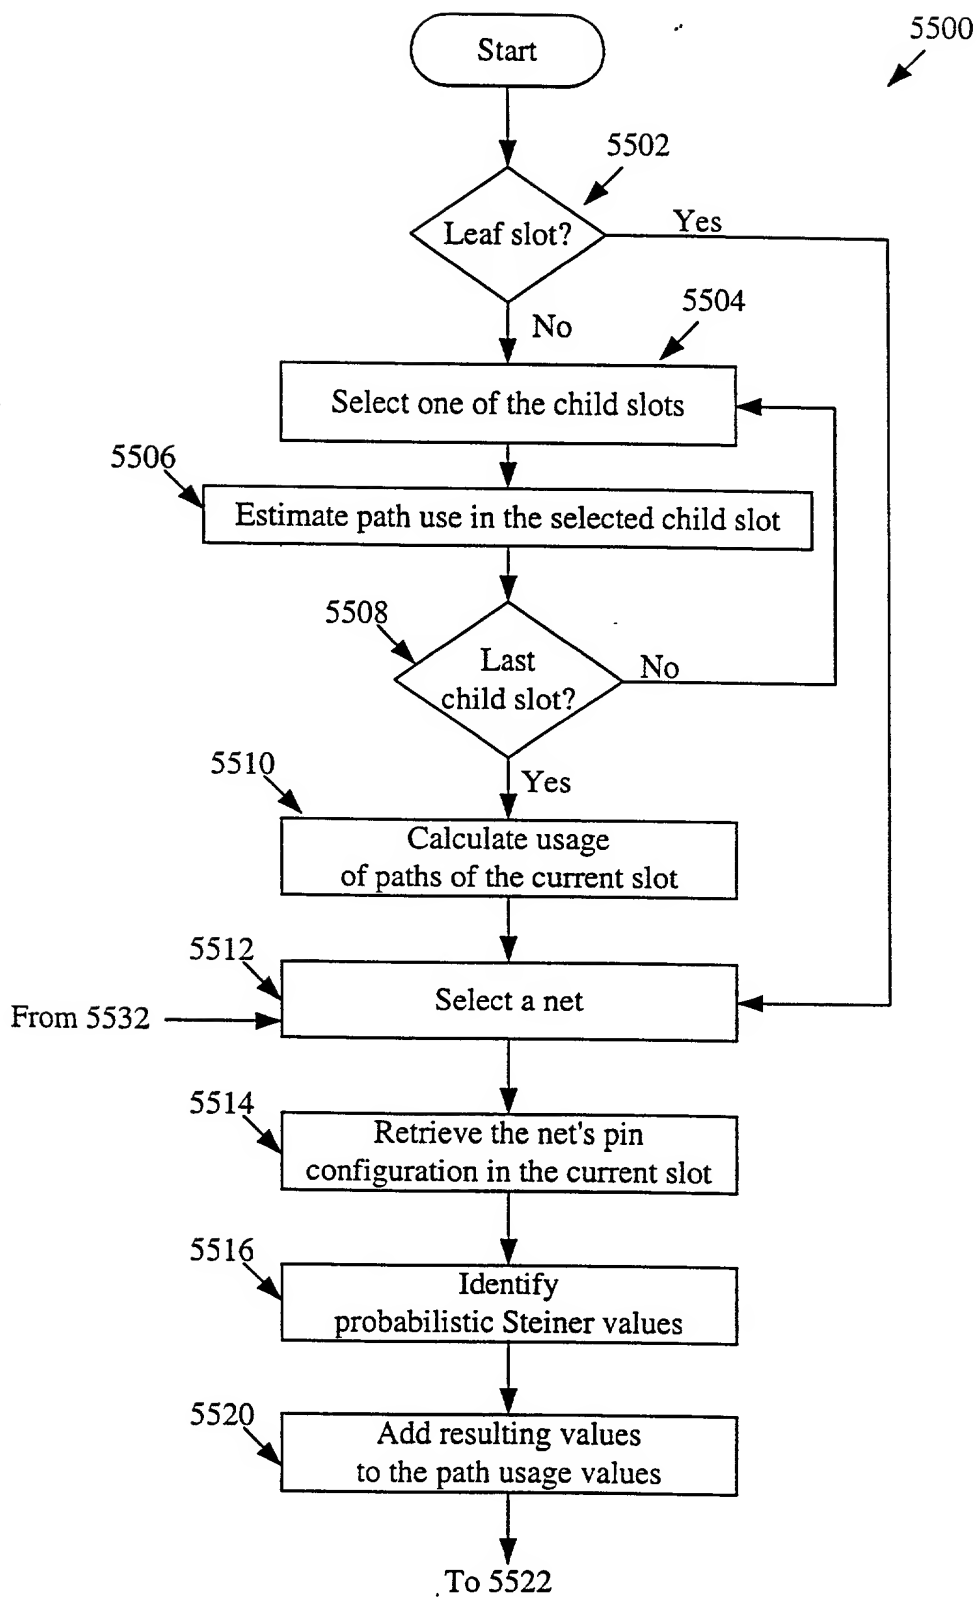 5500
Start
5502
Leaf slot?
Yes
No
5504
Select one of the child slots
5506
Estimate path use in the selected child slot
5508
Last
child slot?
No
5510
Yes
Calculate usage
of paths of the current slot
5512
Select a net
From 5532
5514
Retrieve the net's pin
configuration in the current slot
5516
Identify
probabilistic Steiner values
5520
Add resulting values
to the path usage values
To 5522